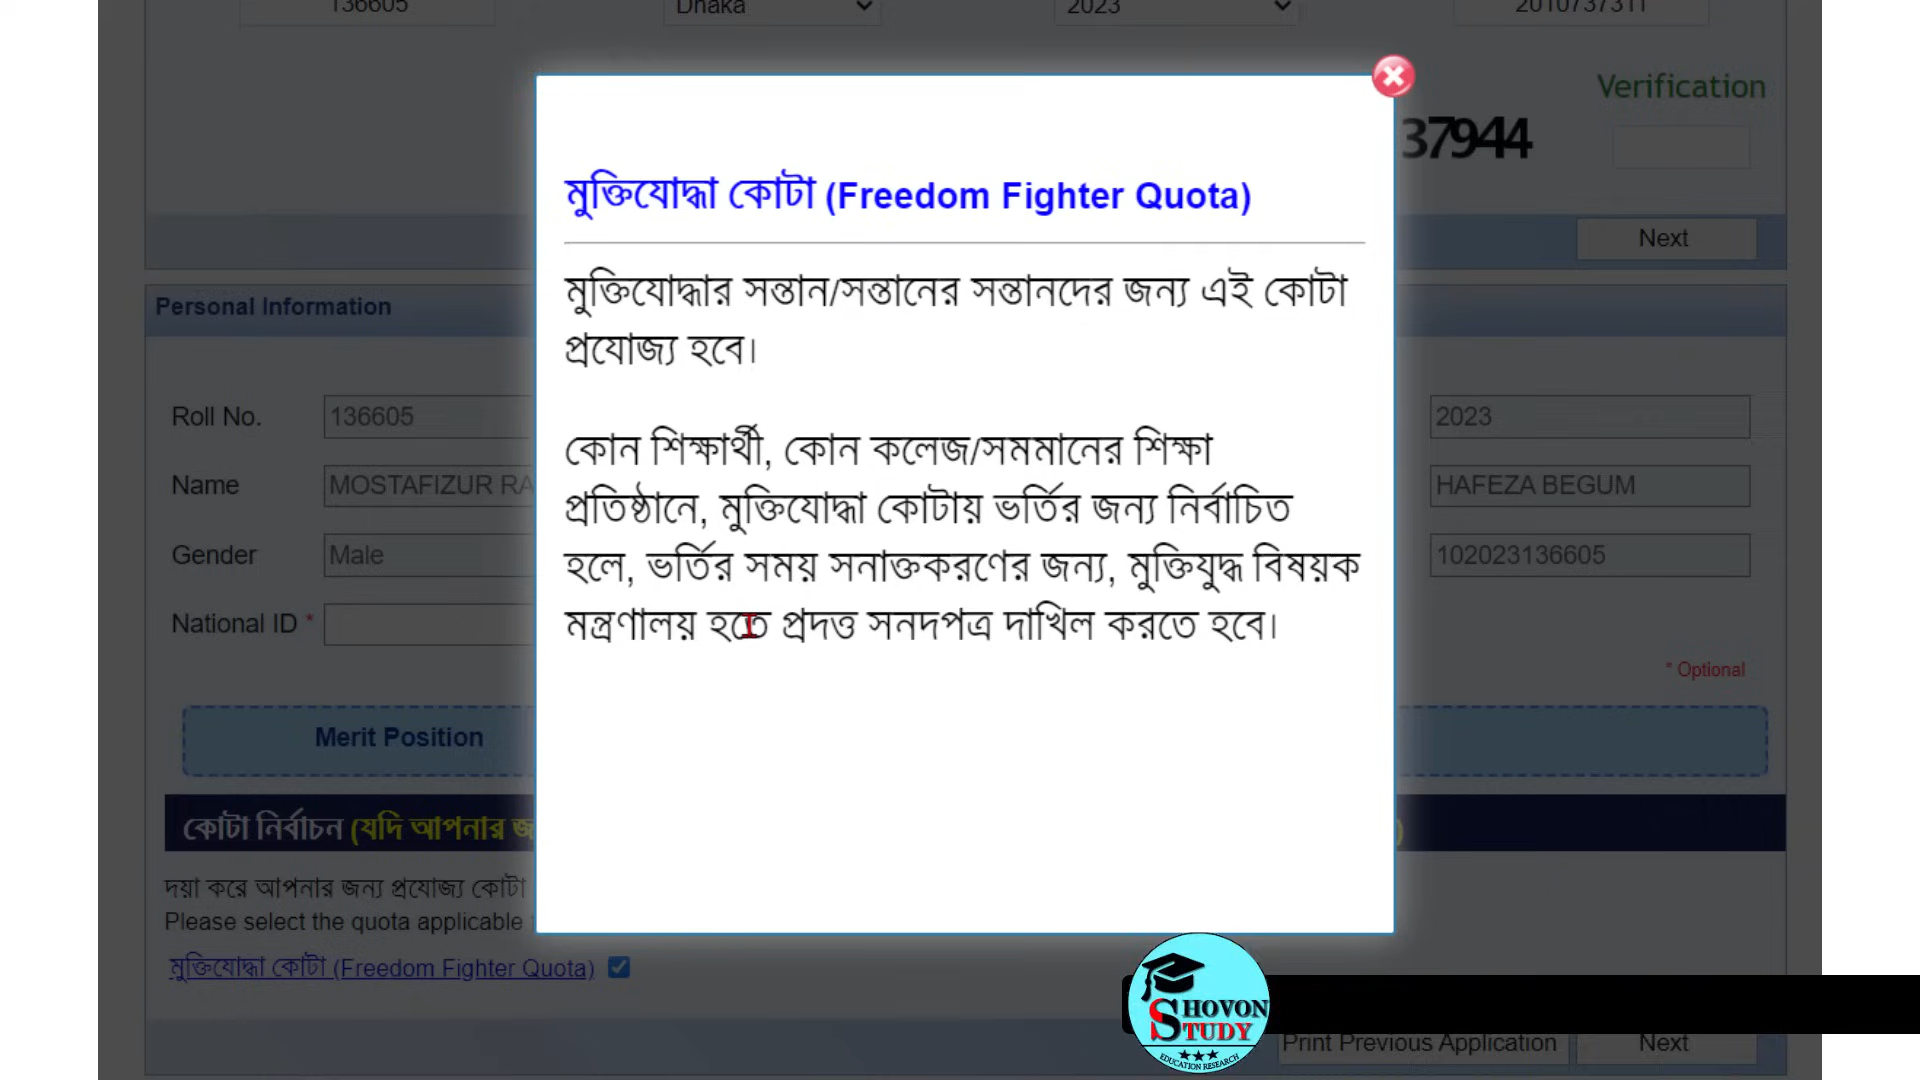 136605
Dhaka
2023
2010737311
Verification
37944
মুক্তিযোদ্ধা কোটা (Freedom Fighter Quota)
Next
মুক্তিযোদ্ধার সন্তান/সন্তানের সন্তানদের জন্য এই কোটা
প্রযোজ্য হবে।
Personal Information
Roll No.
136605
2023
কোন শিক্ষার্থী, কোন কলেজ/সমমানের শিক্ষা
প্রতিষ্ঠানে, মুক্তিযোদ্ধা কোটায় ভর্তির জন্য নির্বাচিত
হলে, ভর্তির সময় সনাক্তকরণের জন্য, মুক্তিযুদ্ধ বিষয়ক
মন্ত্রণালয় হতে প্রদত্ত সনদপত্র দাখিল করতে হবে।
Name
MOSTAFIZUR RA
HAFEZA BEGUM
Gender
Male
102023136605
National ID *
* Optional
Merit Position
কোটা নির্বাচন (যদি আপনার জ
)
দয়া করে আপনার জন্য প্রযোজ্য কোটা
Please select the quota applicable
মুক্তিযোদ্ধা কোটা (Freedom Fighter Quota)
SHOVON
STUDY
EDUCATION RESEARCH
Print Previous Application
Next